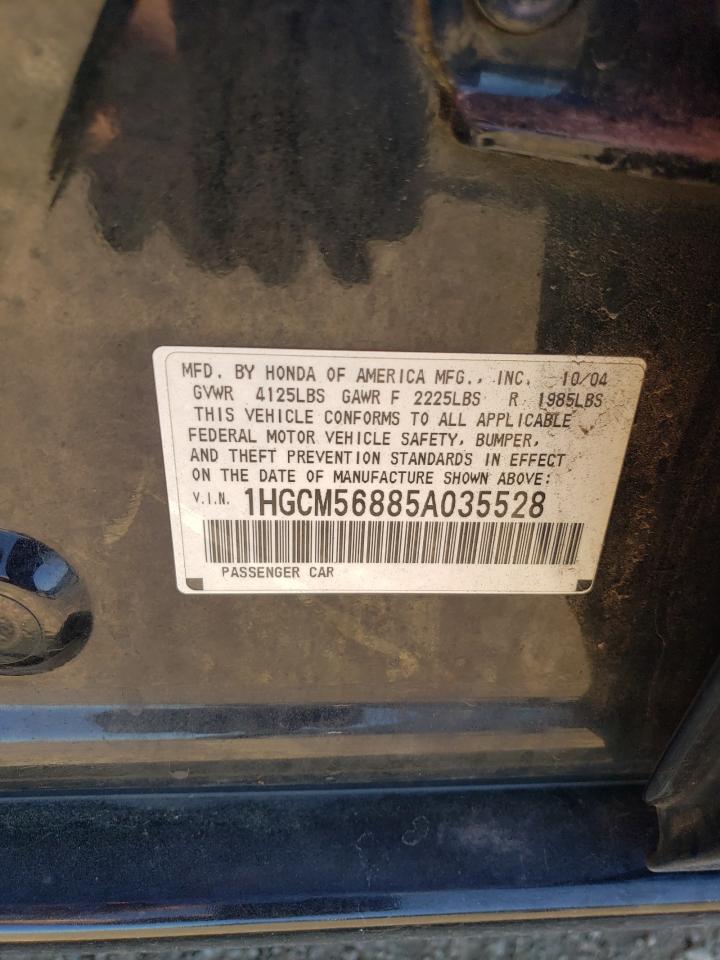 MFD. BY HONDA OF AMERICA MFG., INC. 10/04
GVWR 4125LBS GAWR F 2225LBS R 1985LBS
THIS VEHICLE CONFORMS TO ALL APPLICABLE
FEDERAL MOTOR VEHICLE SAFETY, BUMPER,
AND THEFT PREVENTION STANDARDS IN EFFECT
ON THE DATE OF MANUFACTURE SHOWN ABOVE:
V.I.N. 1HGCM56885A035528
PASSENGER CAR